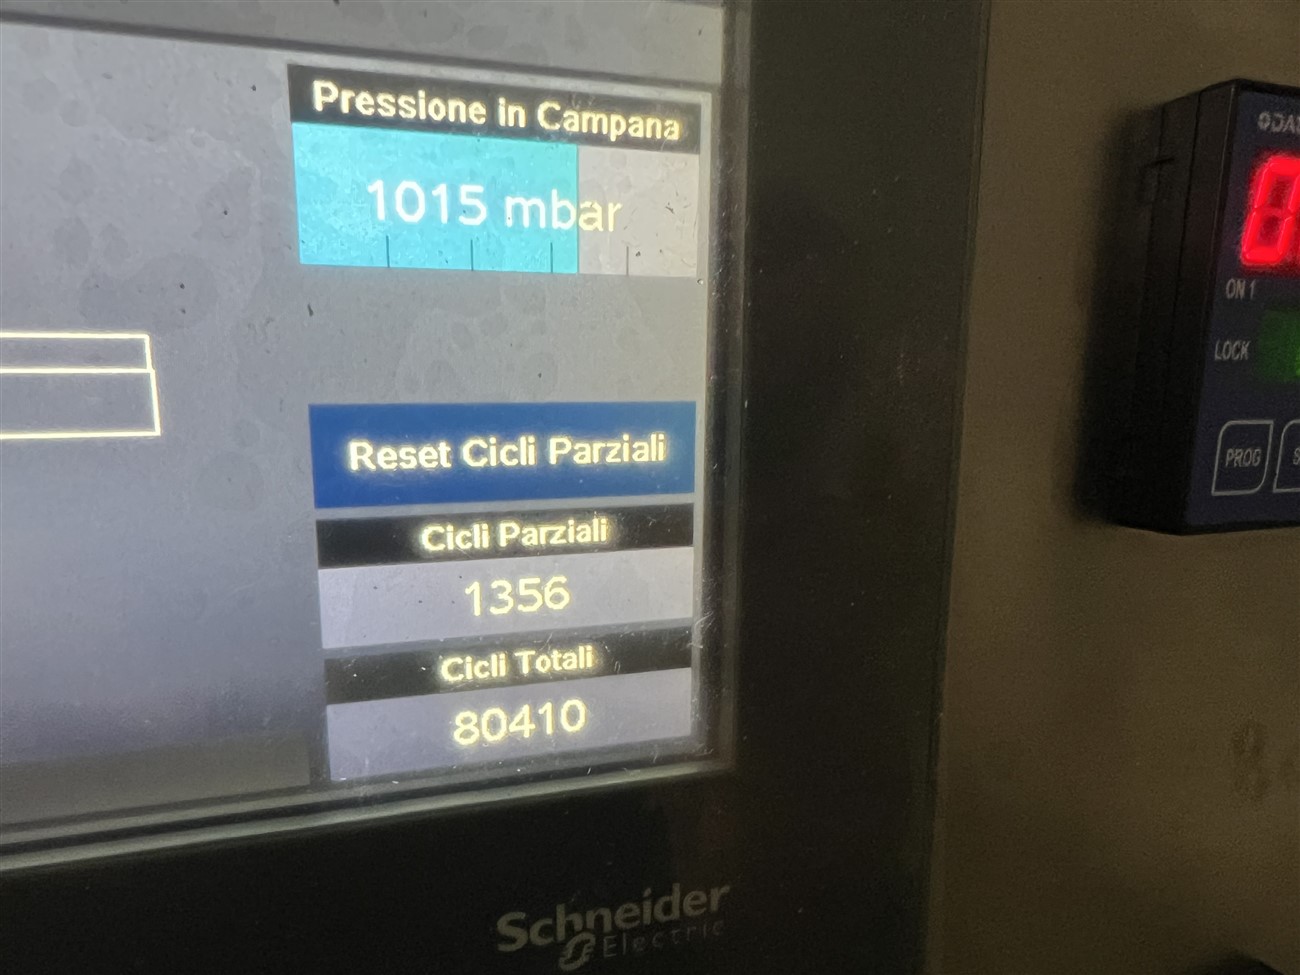 Pressione in Campana
1015 mbar
Reset Cicli Parziali
Cicli Parziali
1356
Cicli Totali
80410
Schneider
Electric
ON 1
LOCK
PROG